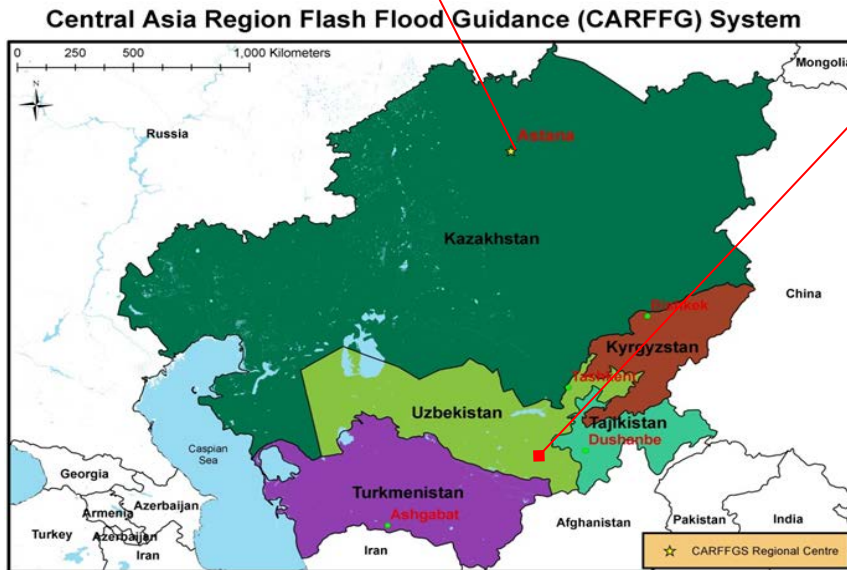 Central Asia Region Flash Flood Guidance (CARFFG) System
0 250 500 1,000 Kilometers
N
Mongolia
Russia
Astana
Kazakhstan
China
Bishkek
Kyrgyzstan
Tashkent
Uzbekistan
Tajikistan
Dushanbe
Caspian
Sea
Georgia
Turkmenistan
Azerbaijan
Armenia
Ashgabat
Turkey
Azerbaijan
Iran
Iran
Afghanistan
Pakistan
India
CARFFGS Regional Centre